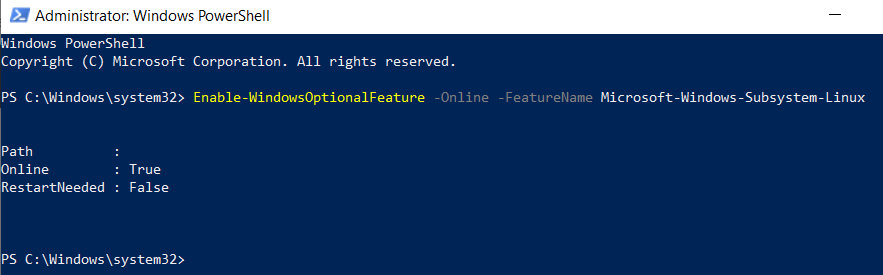 Administrator: Windows PowerShell
Windows PowerShell
Copyright (C) Microsoft Corporation. All rights reserved.
PS C:\Windows\system32> Enable-WindowsOptionalFeature -Online -FeatureName Microsoft-Windows-Subsystem-Linux
Path          :
Online        : True
RestartNeeded : False
PS C:\Windows\system32>